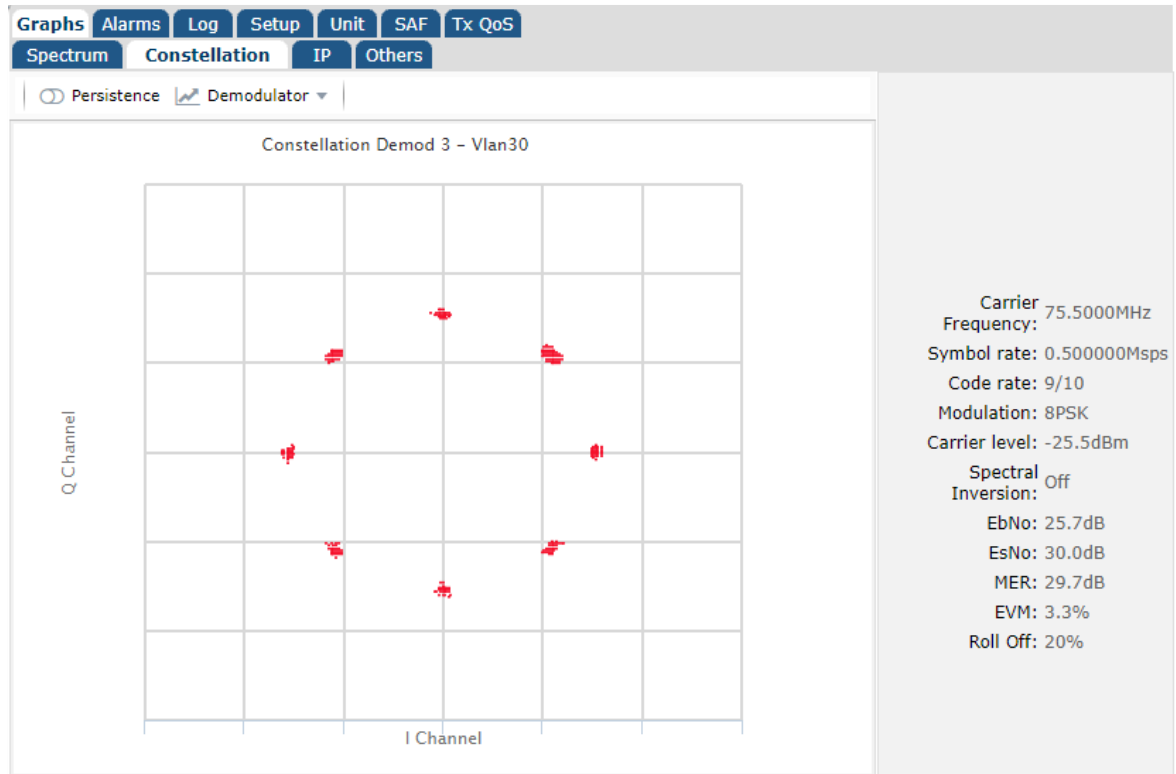 Graphs Alarms Log Setup Unit SAF Tx QoS
Spectrum Constellation IP Others
Persistence Demodulator
Constellation Demod 3 - Vlan30
Q Channel
I Channel
Carrier Frequency: 75.5000MHz
Symbol rate: 0.500000Msps
Code rate: 9/10
Modulation: 8PSK
Carrier level: -25.5dBm
Spectral Inversion: Off
EbNo: 25.7dB
EsNo: 30.0dB
MER: 29.7dB
EVM: 3.3%
Roll Off: 20%